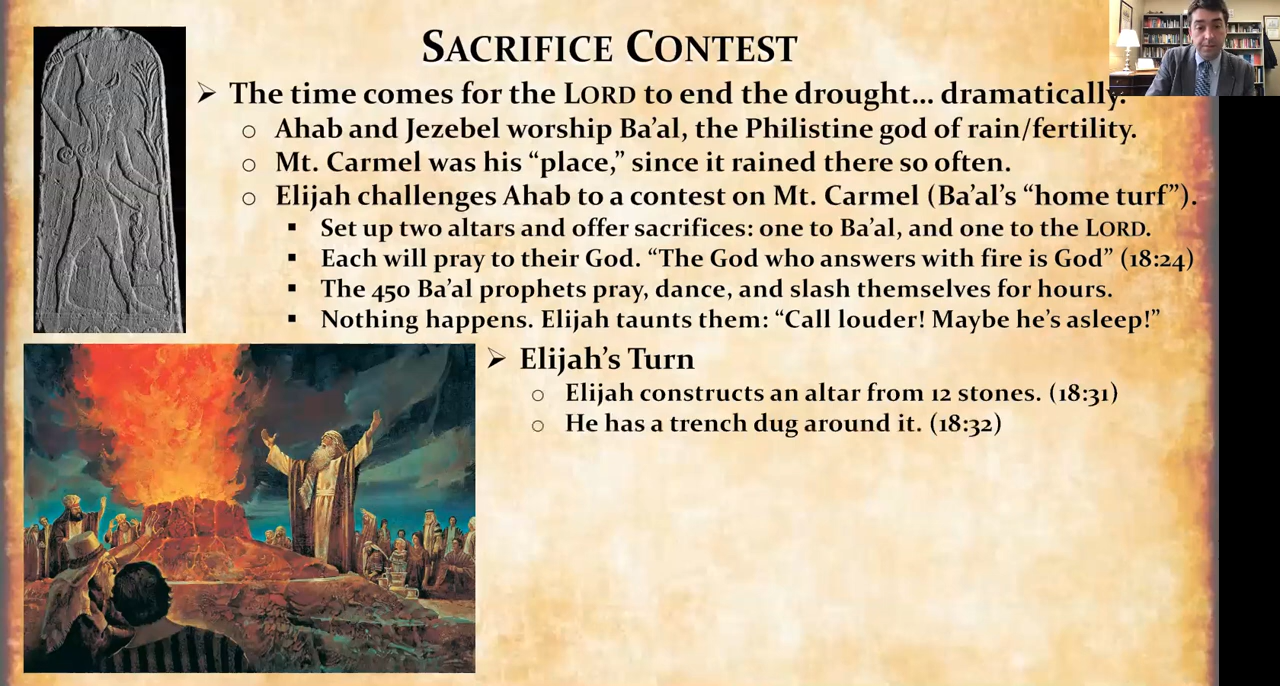 SACRIFICE CONTEST
The time comes for the LORD to end the drought... dramatically.
Ahab and Jezebel worship Ba'al, the Philistine god of rain/fertility.
Mt. Carmel was his “place,” since it rained there so often.
Elijah challenges Ahab to a contest on Mt. Carmel (Ba'al's “home turf”).
Set up two altars and offer sacrifices: one to Ba'al, and one to the LORD.
Each will pray to their God. “The God who answers with fire is God” (18:24)
The 450 Ba'al prophets pray, dance, and slash themselves for hours.
Nothing happens. Elijah taunts them: “Call louder! Maybe he's asleep!”
Elijah's Turn
Elijah constructs an altar from 12 stones. (18:31)
He has a trench dug around it. (18:32)